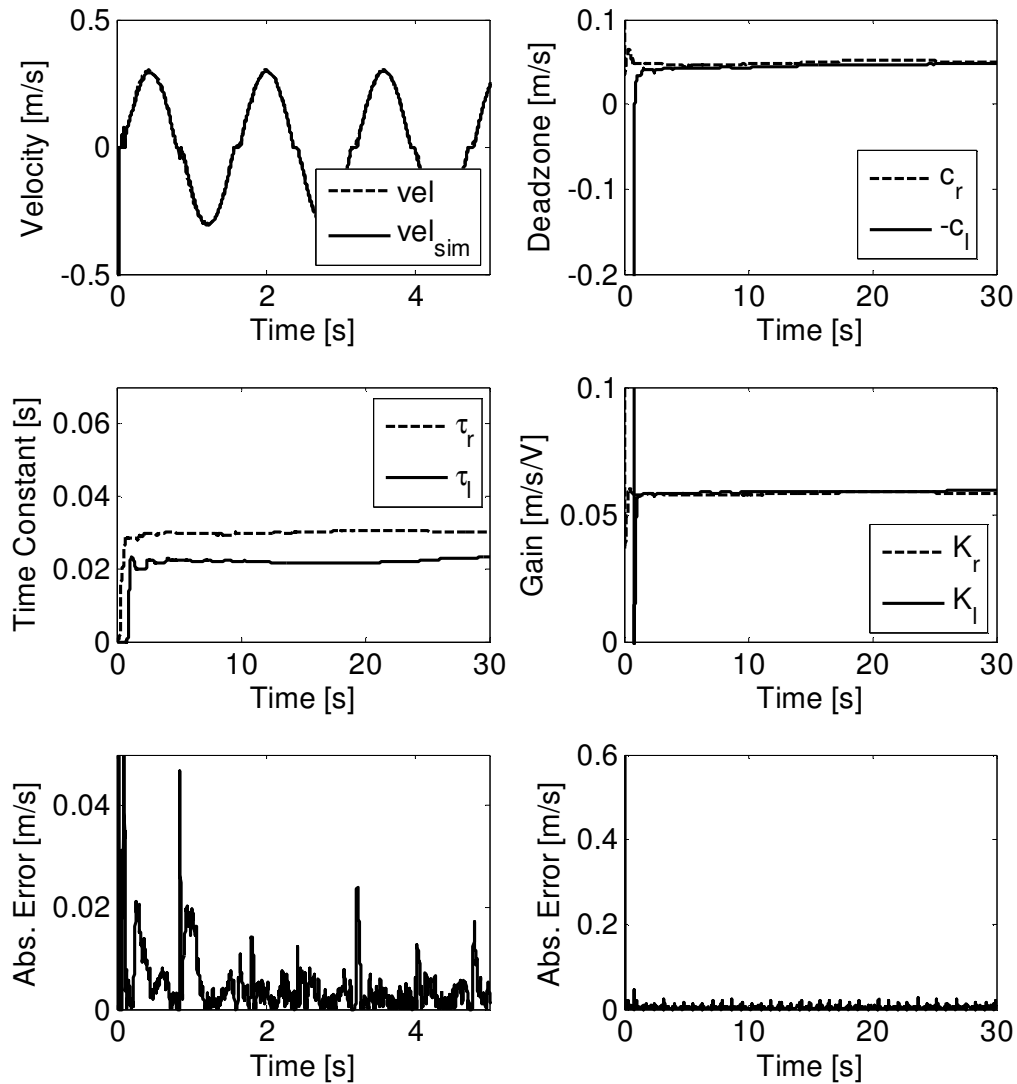 0.5
0
-0.5
Velocity [m/s]
0 2 4
Time [s]
vel
vel_sim
0.1
0
-0.1
-0.2
Deadzone [m/s]
0 10 20 30
Time [s]
c_r
-c_l
0.06
0.04
0.02
0
Time Constant [s]
0 10 20 30
Time [s]
τ_r
τ_l
0.1
0.05
0
Gain [m/s/V]
0 10 20 30
Time [s]
K_r
K_l
0.04
0.02
0
Abs. Error [m/s]
0 2 4
Time [s]
0.6
0.4
0.2
0
Abs. Error [m/s]
0 10 20 30
Time [s]